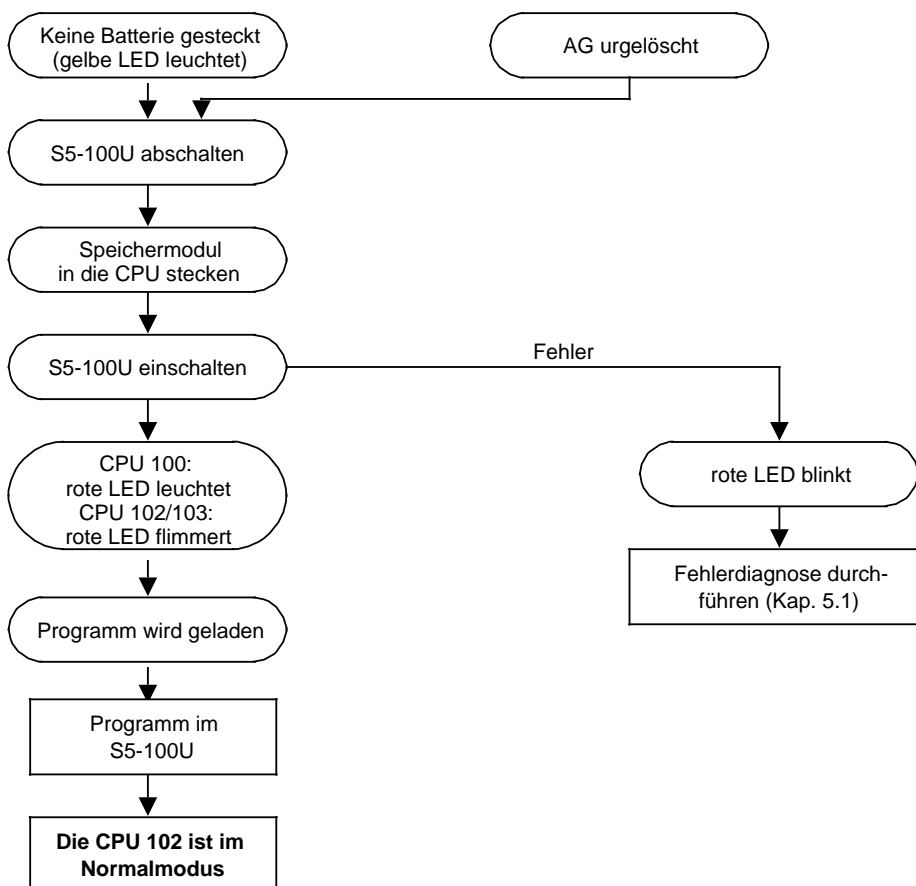 Keine Batterie gesteckt
(gelbe LED leuchtet)
AG urgelöscht
S5-100U abschalten
Speichermodul
in die CPU stecken
S5-100U einschalten
Fehler
CPU 100:
rote LED leuchtet
CPU 102/103:
rote LED flimmert
rote LED blinkt
Fehlerdiagnose durch-
führen (Kap. 5.1)
Programm wird geladen
Programm im
S5-100U
Die CPU 102 ist im
Normalmodus